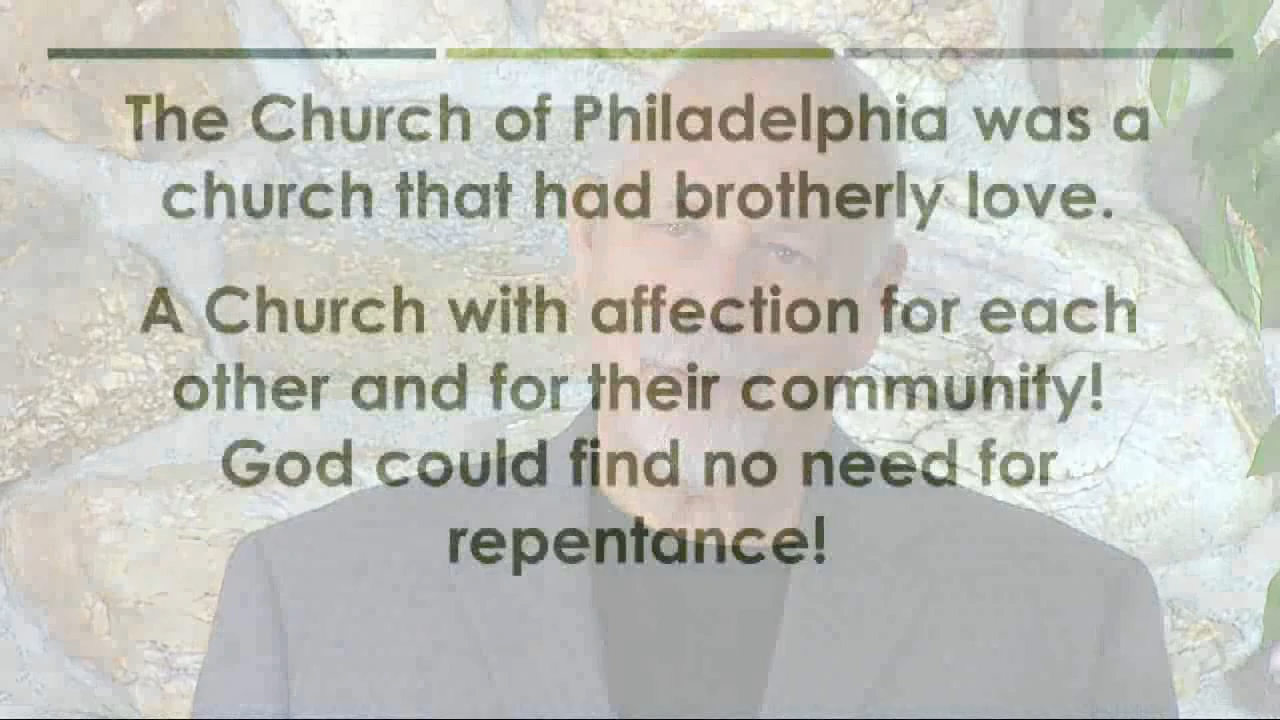 The Church of Philadelphia was a
church that had brotherly love.
A Church with affection for each
other and for their community!
God could find no need for
repentance!